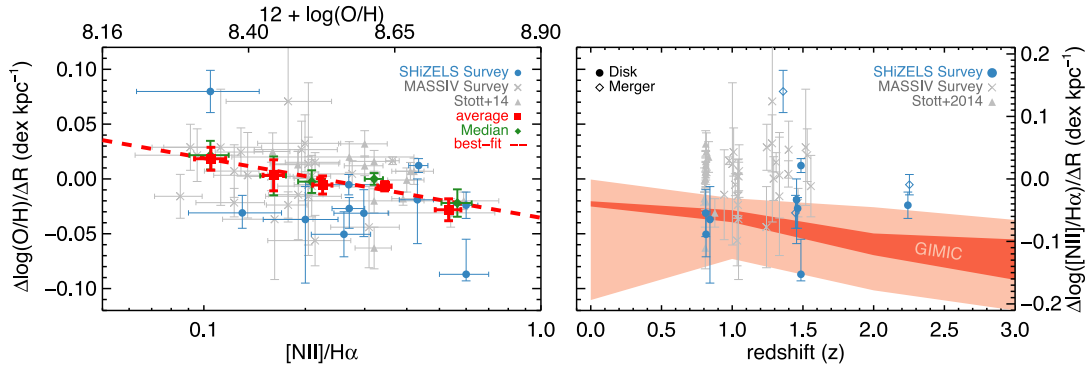 12 + log(O/H)
8.16 8.40 8.65 8.90
Δlog(O/H)/ΔR (dex kpc⁻¹)
0.10
0.05
0.00
−0.05
−0.10
SHiZELS Survey
MASSIV Survey
Stott+14
average
Median
best−fit
0.1 1.0
[NII]/Hα
Disk
Merger
SHiZELS Survey
MASSIV Survey
Stott+2014
GIMIC
0.2
0.1
0.0
−0.1
−0.2
Δlog([NII]/Hα/ΔR (dex kpc⁻¹)
0.0 0.5 1.0 1.5 2.0 2.5 3.0
redshift (z)